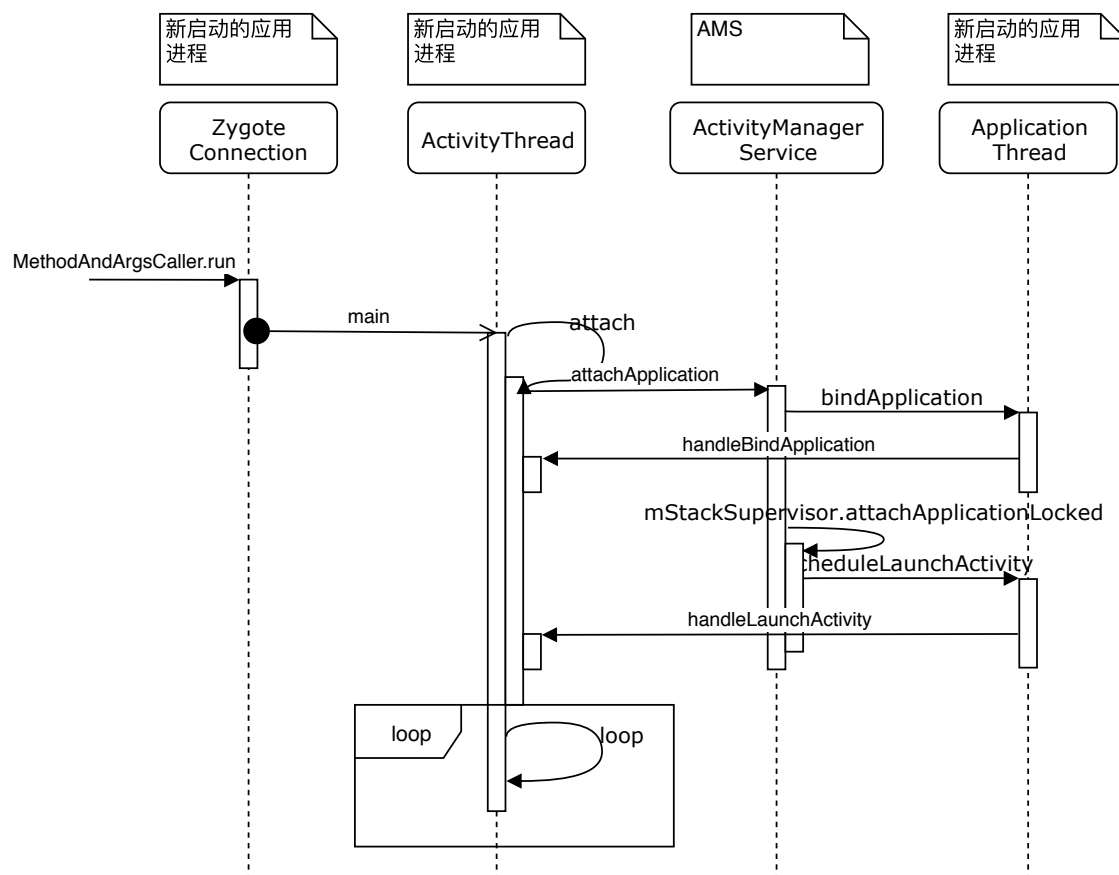 新启动的应用
进程
新启动的应用
进程
AMS
新启动的应用
进程
Zygote
Connection
ActivityThread
ActivityManager
Service
Application
Thread
MethodAndArgsCaller.run
main
attach
attachApplication
bindApplication
handleBindApplication
mStackSupervisor.attachApplicationLocked
cheduleLaunchActivity
handleLaunchActivity
loop
loop